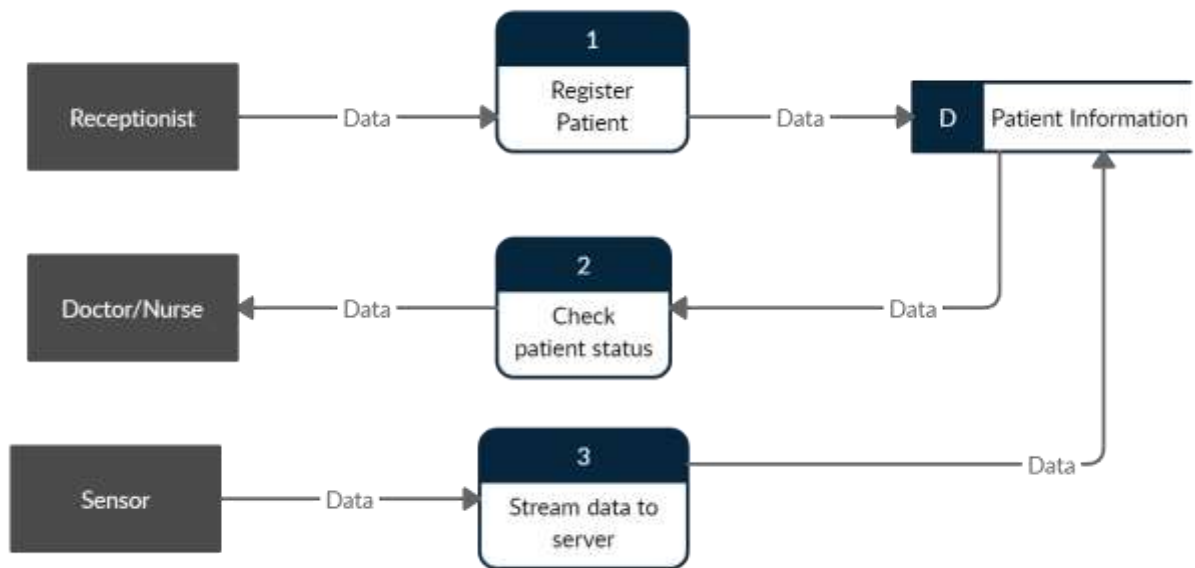 1
Register
Patient
Receptionist
Data
Data
D
Patient Information
2
Check
patient status
Doctor/Nurse
Data
Data
3
Stream data to
server
Sensor
Data
Data